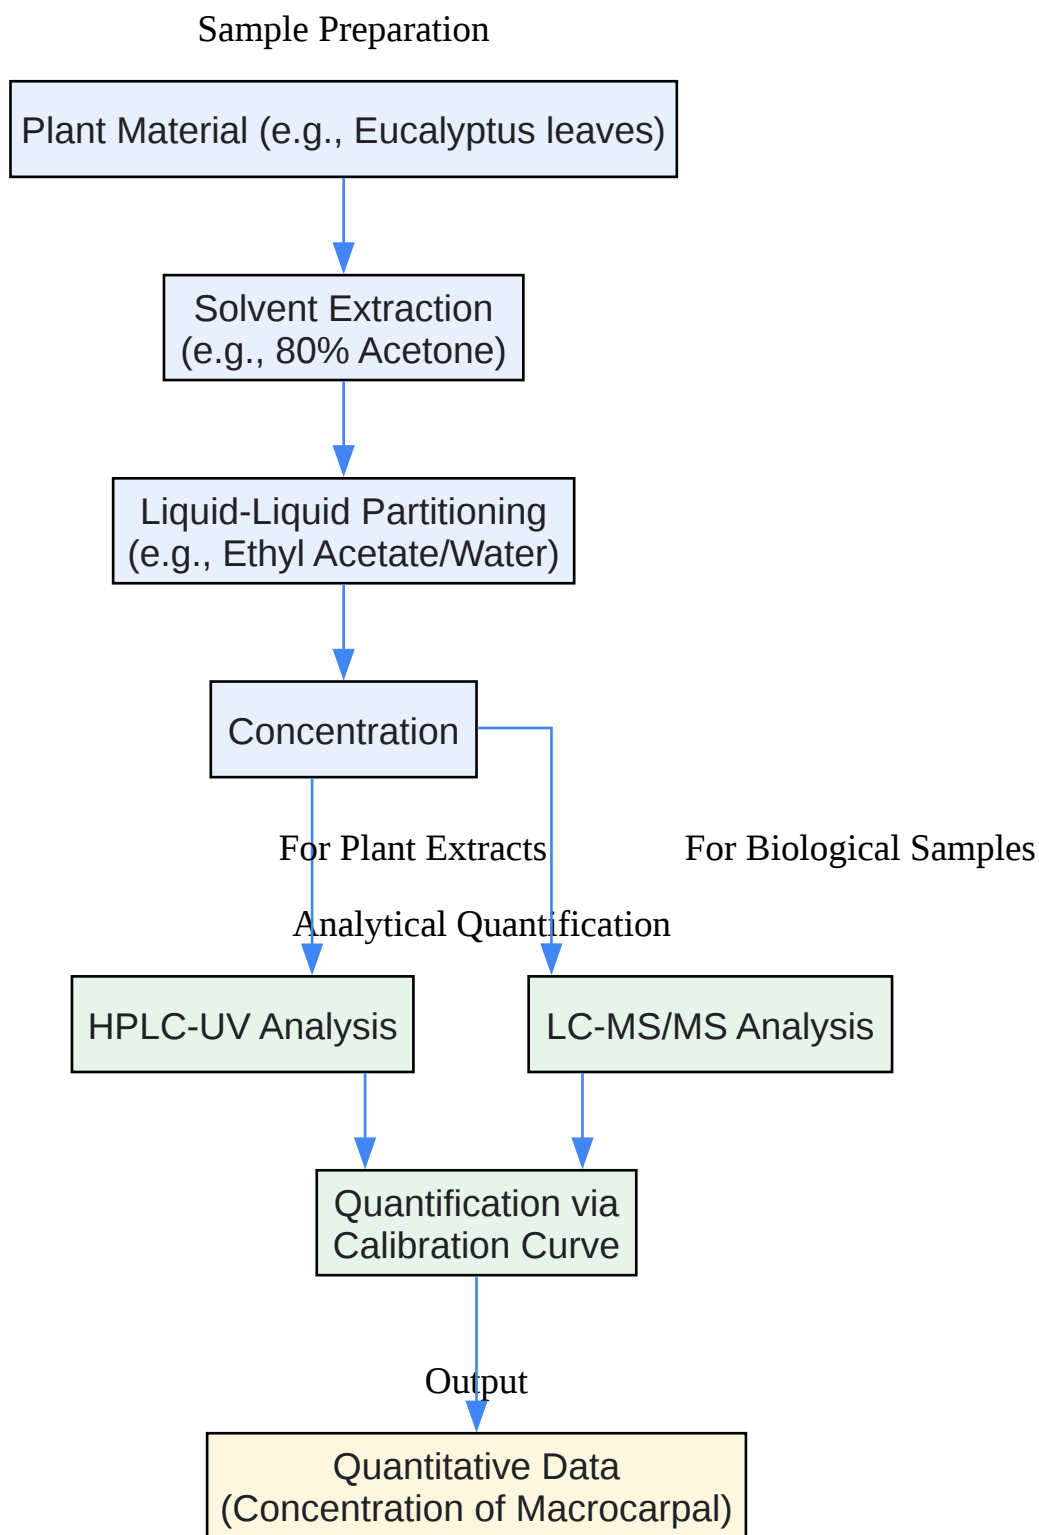 Sample Preparation
Plant Material (e.g., Eucalyptus leaves)
Solvent Extraction
(e.g., 80% Acetone)
Liquid-Liquid Partitioning
(e.g., Ethyl Acetate/Water)
Concentration
For Plant Extracts
For Biological Samples
Analytical Quantification
HPLC-UV Analysis
LC-MS/MS Analysis
Quantification via
Calibration Curve
Output
Quantitative Data
(Concentration of Macrocarpal)